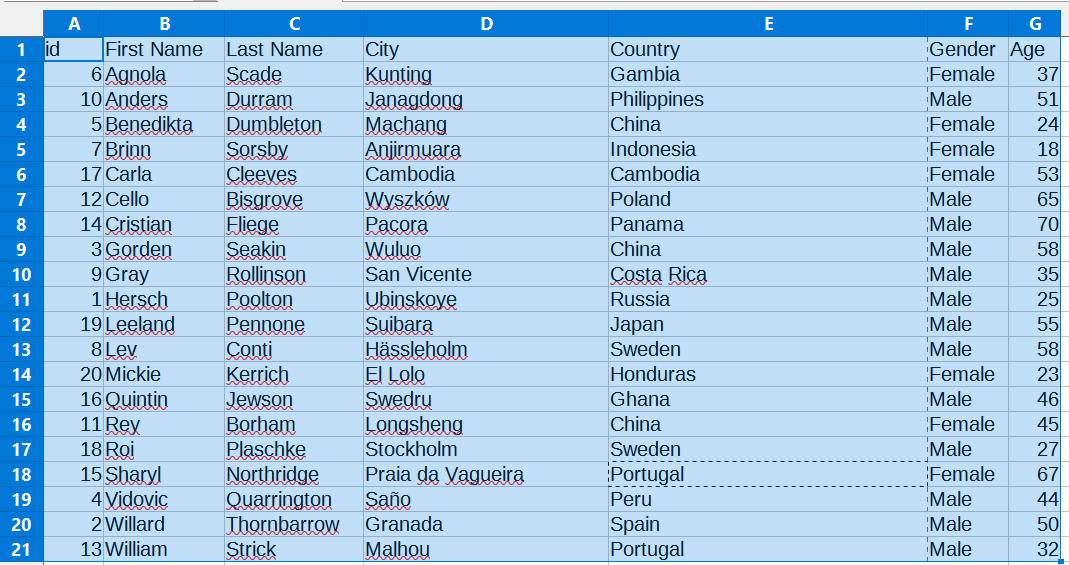 A B C D E F G
1 id First Name Last Name City Country Gender Age
2 6 Agnola Scade Kunting Gambia Female 37
3 10 Anders Durram Janagdong Philippines Male 51
4 5 Benedikta Dumbleton Machang China Female 24
5 7 Brinn Sorsby Anjirmuara Indonesia Female 18
6 17 Carla Cleeves Cambodia Cambodia Female 53
7 12 Cello Bisgrove Wyszków Poland Male 65
8 14 Cristian Fliege Pacora Panama Male 70
9 3 Gorden Seakin Wuluo China Male 58
10 9 Gray Rollinson San Vicente Costa Rica Male 35
11 1 Hersch Poolton Ubinskoye Russia Male 25
12 19 Leeland Pennone Suibara Japan Male 55
13 8 Lev Conti Hässleholm Sweden Male 58
14 20 Mickie Kerrich El Lolo Honduras Female 23
15 16 Quintin Jewson Swedru Ghana Male 46
16 11 Rey Borham Longsheng China Female 45
17 18 Roi Plaschke Stockholm Sweden Male 27
18 15 Sharyl Northridge Praia da Vagueira Portugal Female 67
19 4 Vidovic Quarrington Saño Peru Male 44
20 2 Willard Thornbarrow Granada Spain Male 50
21 13 William Strick Malhou Portugal Male 32